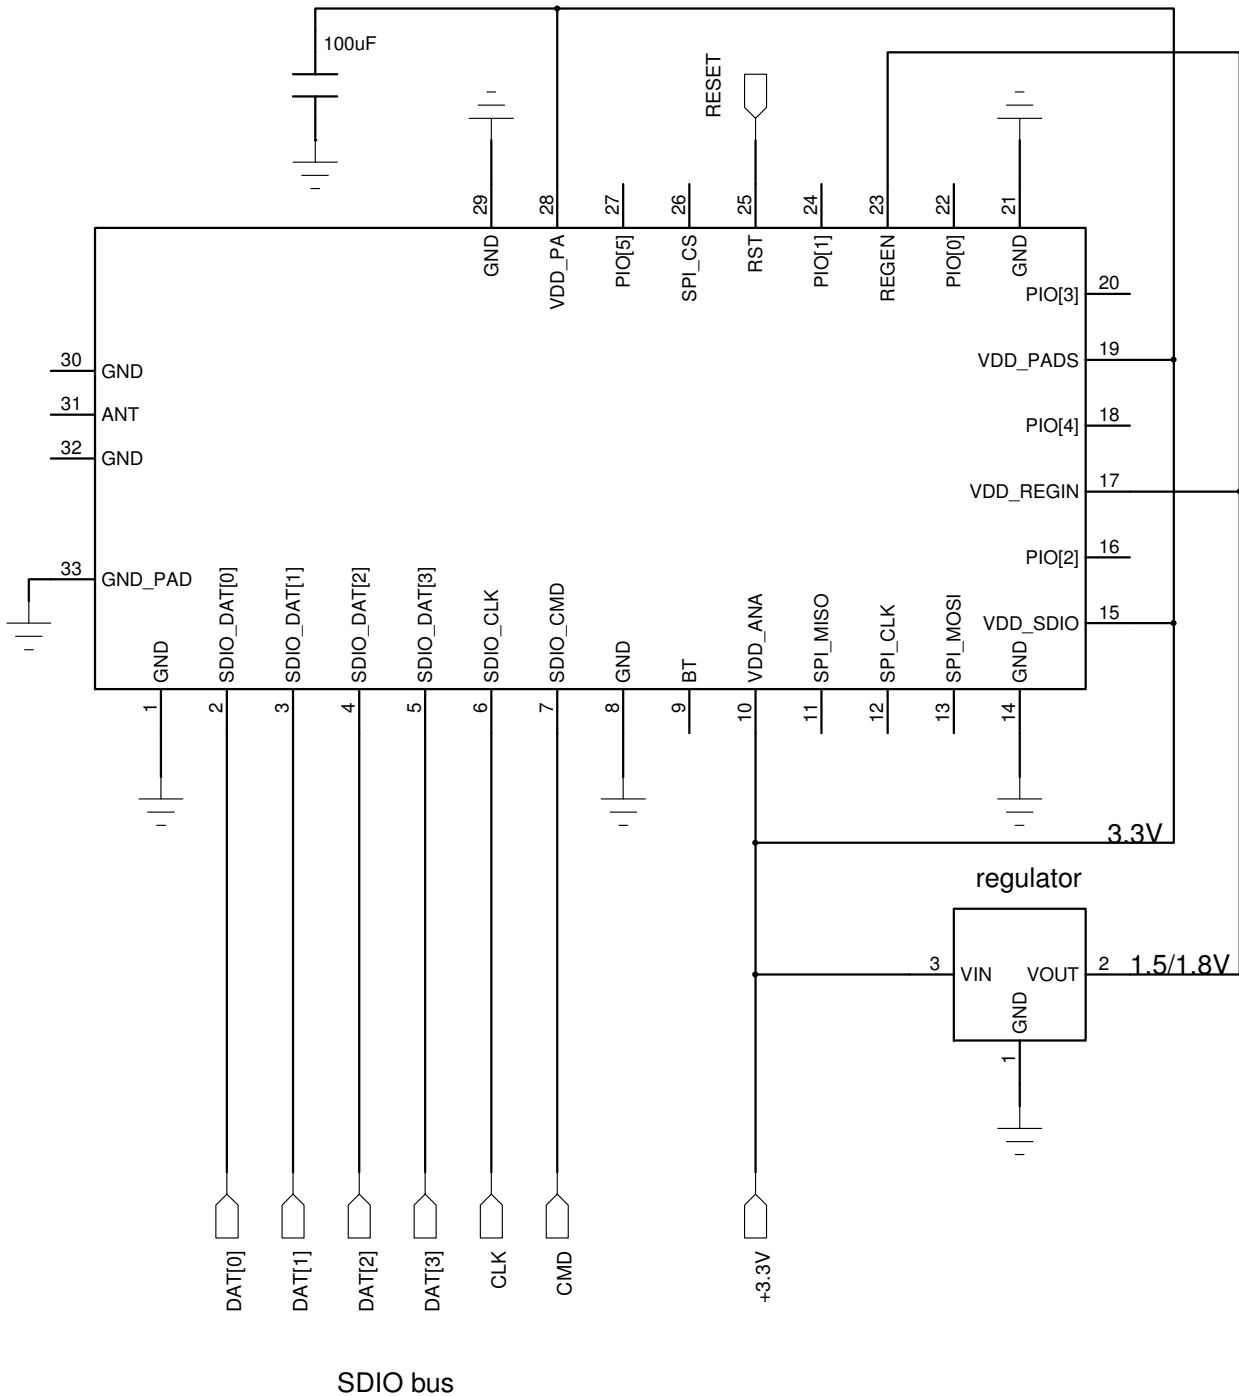 100uF
RESET
29
28
27
26
25
24
23
22
21
GND
VDD_PA
PIO[5]
SPI_CS
RST
PIO[1]
REGEN
PIO[0]
GND
PIO[3]
20
VDD_PADS
19
PIO[4]
18
VDD_REGIN
17
PIO[2]
16
VDD_SDIO
15
30
GND
31
ANT
32
GND
33
GND_PAD
GND
SDIO_DAT[0]
SDIO_DAT[1]
SDIO_DAT[2]
SDIO_DAT[3]
SDIO_CLK
SDIO_CMD
GND
BT
VDD_ANA
SPI_MISO
SPI_CLK
SPI_MOSI
GND
1
2
3
4
5
6
7
8
9
10
11
12
13
14
3.3V
regulator
3
VIN
VOUT
2
1.5/1.8V
GND
1
DAT[0]
DAT[1]
DAT[2]
DAT[3]
CLK
CMD
+3.3V
SDIO bus